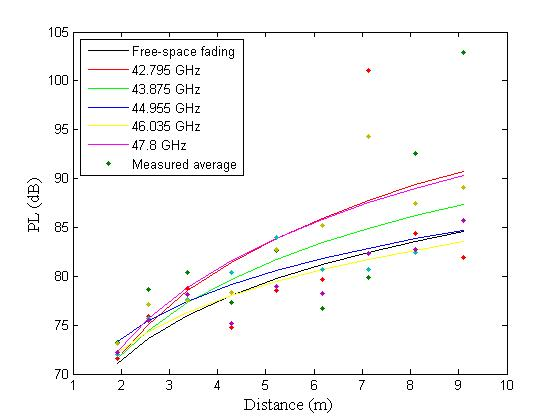 105
100
95
90
85
80
75
70
PL (dB)
Free-space fading
42.795 GHz
43.875 GHz
44.955 GHz
46.035 GHz
47.8 GHz
Measured average
1 2 3 4 5 6 7 8 9 10
Distance (m)